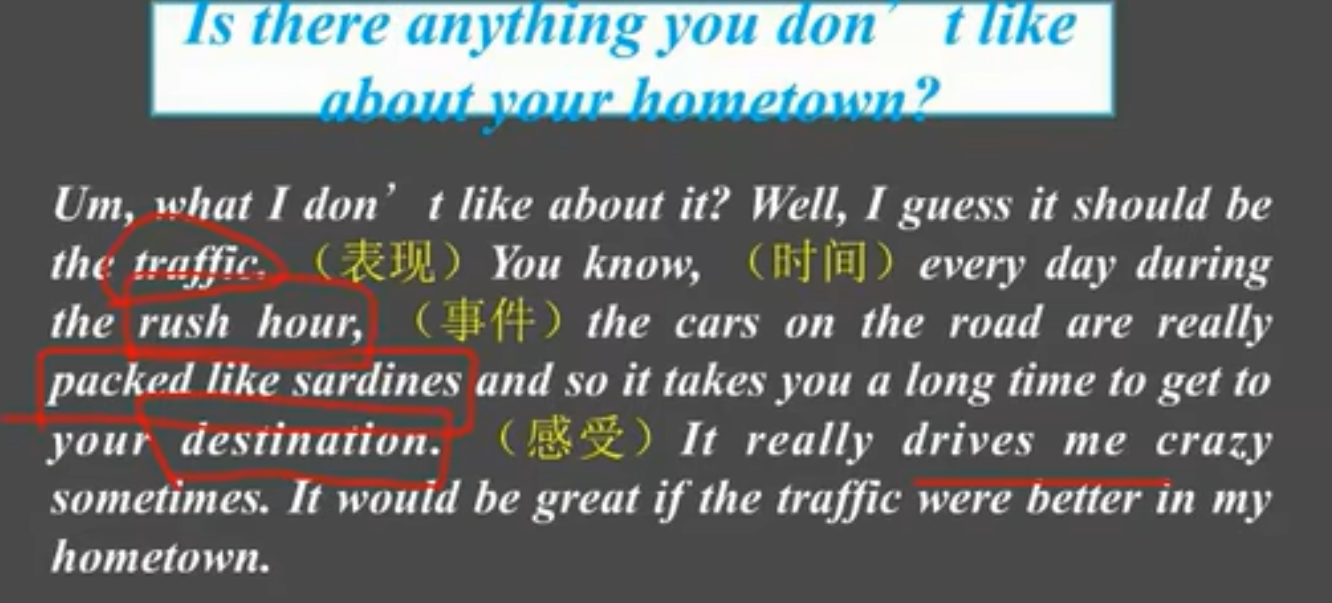 Is there anything you don’t like
about your hometown?
Um, what I don’t like about it? Well, I guess it should be
the traffic. （表现）You know, （时间）every day during
the rush hour, （事件）the cars on the road are really
packed like sardines and so it takes you a long time to get to
your destination. （感受）It really drives me crazy
sometimes. It would be great if the traffic were better in my
hometown.